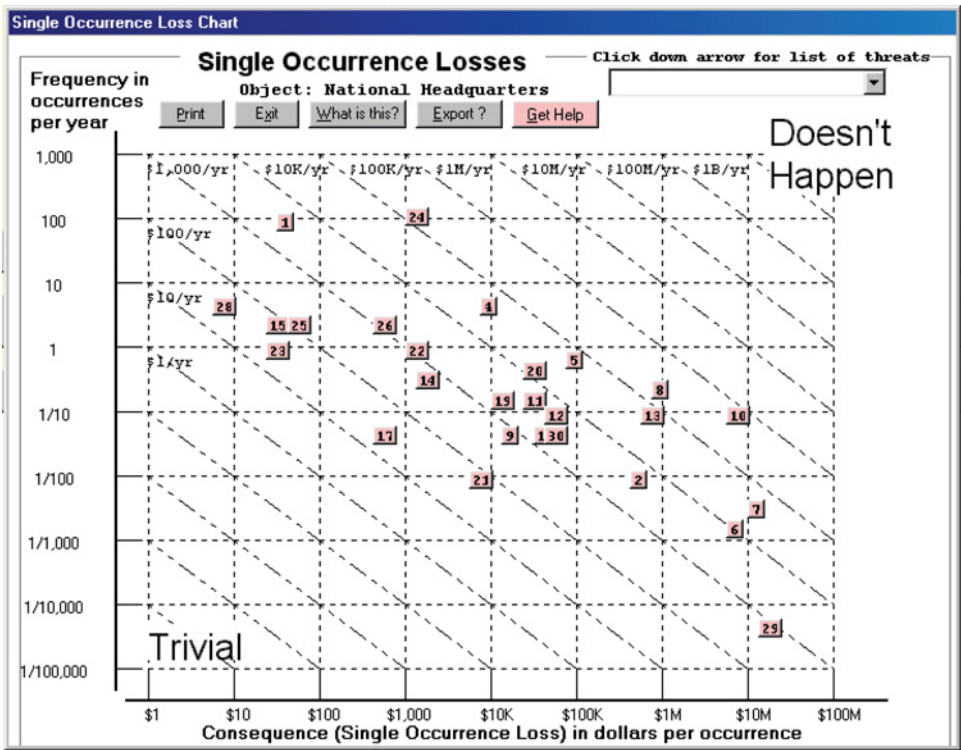 Single Occurrence Loss Chart
Single Occurrence Losses
Click down arrow for list of threats
Frequency in
occurrences
per year
Object: National Headquarters
Print Exit What is this? Export ? Get Help
Doesn't
Happen
1,000
$1,000/yr $10K/yr $100K/yr $1M/yr $10M/yr $100M/yr $1B/yr
100
1 24
$100/yr
10
$10/yr
28 4
15 25 26
1
23 22
$1/yr
5
20
14 8
19 11
1/10
12 13 10
17 9 1 30
1/100
21 2
7
6
1/1,000
1/10,000
29
Trivial
1/100,000
$1 $10 $100 $1,000 $10K $100K $1M $10M $100M
Consequence (Single Occurrence Loss) in dollars per occurrence